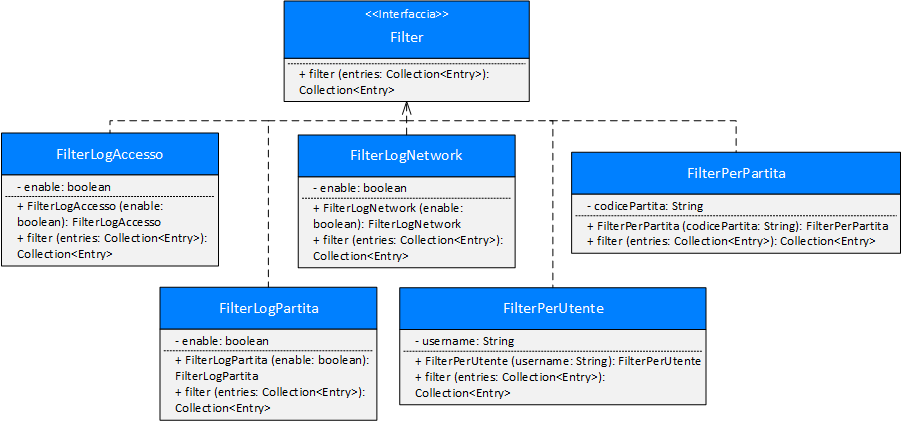 <<Interfaccia>>
Filter
+ filter (entries: Collection<Entry>):
Collection<Entry>
FilterLogAccesso
- enable: boolean
+ FilterLogAccesso (enable:
boolean): FilterLogAccesso
+ filter (entries: Collection<Entry>):
Collection<Entry>
FilterLogNetwork
- enable: boolean
+ FilterLogNetwork (enable:
boolean): FilterLogNetwork
+ filter (entries: Collection<Entry>):
Collection<Entry>
FilterPerPartita
- codicePartita: String
+ FilterPerPartita (codicePartita: String): FilterPerPartita
+ filter (entries: Collection<Entry>): Collection<Entry>
FilterLogPartita
- enable: boolean
+ FilterLogPartita (enable: boolean):
FilterLogPartita
+ filter (entries: Collection<Entry>):
Collection<Entry>
FilterPerUtente
- username: String
+ FilterPerUtente (username: String): FilterPerUtente
+ filter (entries: Collection<Entry>):
Collection<Entry>